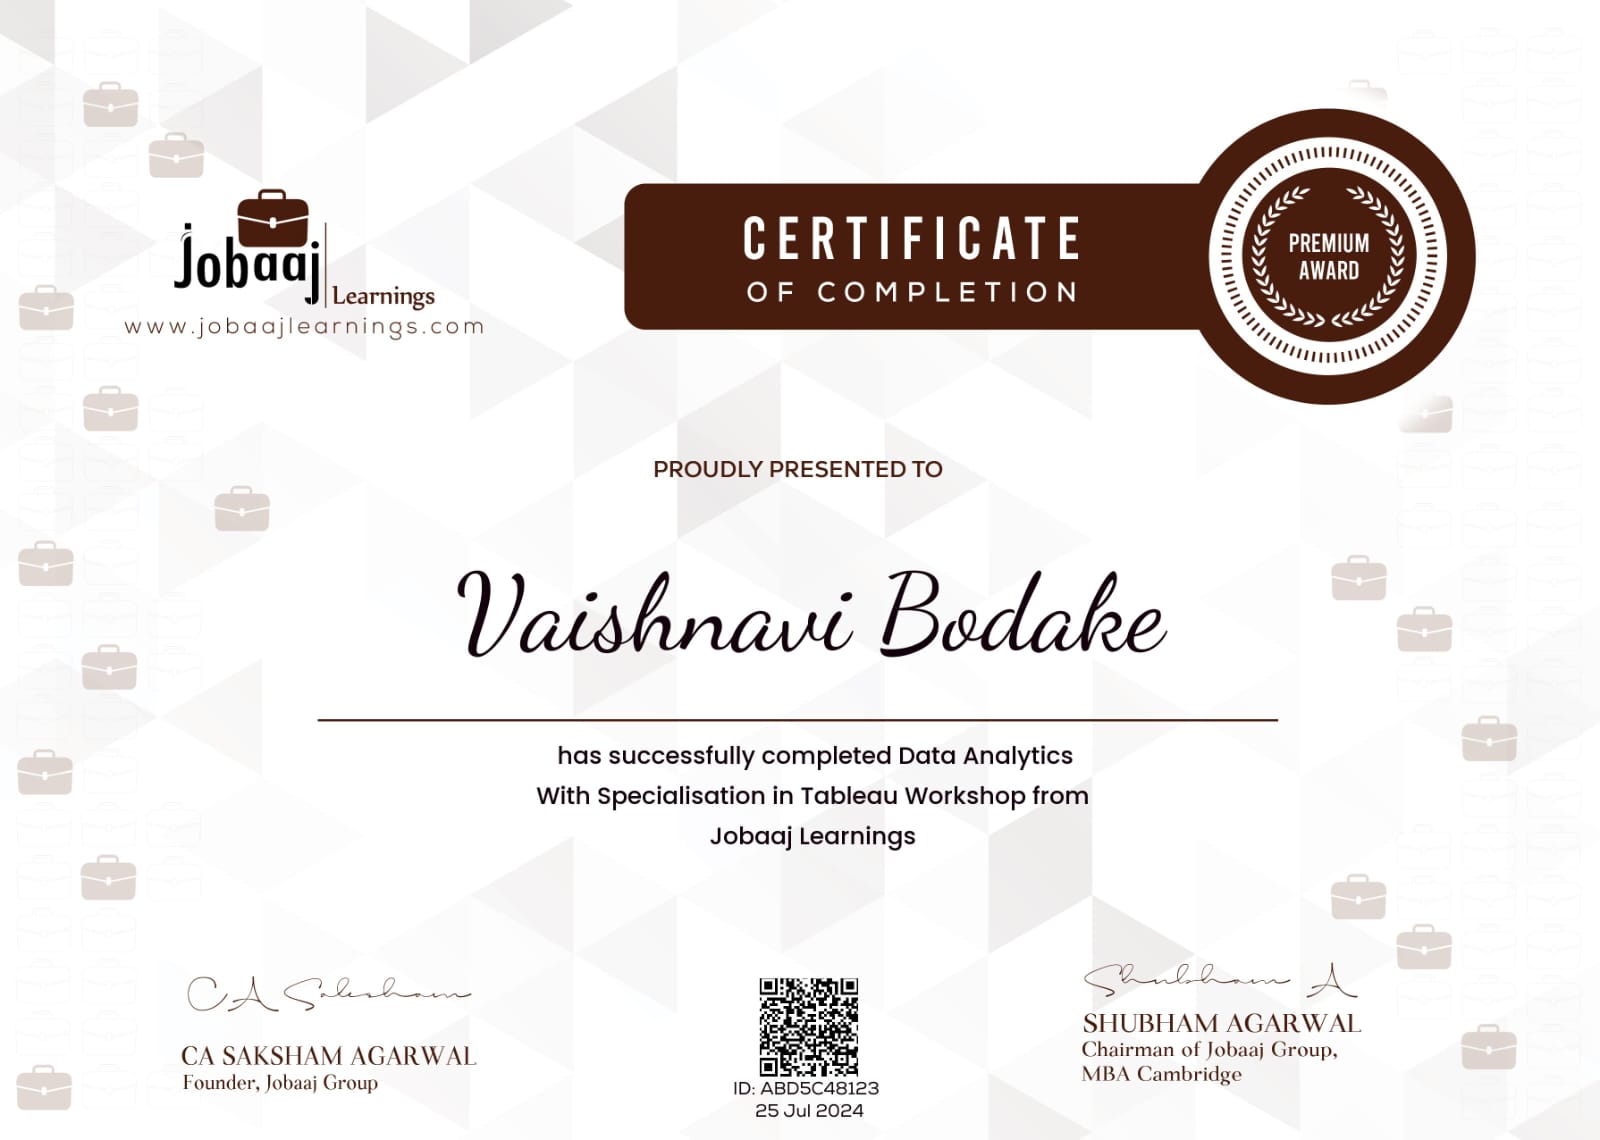 jobaaj
Learnings
www.jobaajlearnings.com
CERTIFICATE
OF COMPLETION
PREMIUM
AWARD
PROUDLY PRESENTED TO
Vaishnavi Bodake
has successfully completed Data Analytics
With Specialisation in Tableau Workshop from
Jobaaj Learnings
CA Saksham
CA SAKSHAM AGARWAL
Founder, Jobaaj Group
ID: ABD5C48123
25 Jul 2024
Shubham A
SHUBHAM AGARWAL
Chairman of Jobaaj Group,
MBA Cambridge